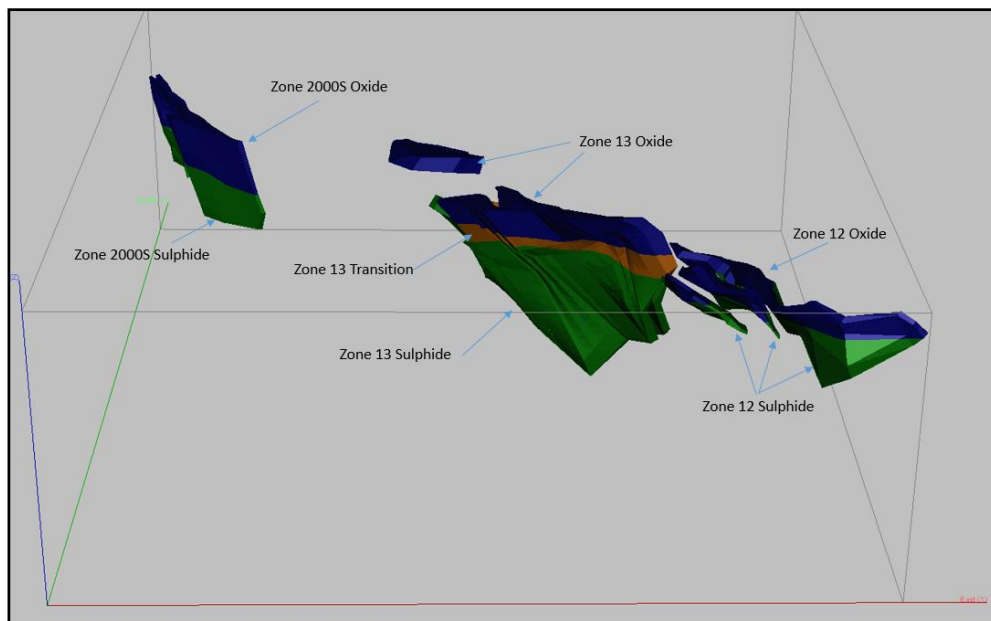 Zone 2000S Oxide
Zone 13 Oxide
Zone 12 Oxide
Zone 2000S Sulphide
Zone 13 Transition
Zone 13 Sulphide
Zone 12 Sulphide
East (X)